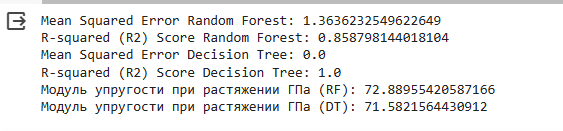 Mean Squared Error Random Forest: 1.3636232549622649
R-squared (R2) Score Random Forest: 0.858798144018104
Mean Squared Error Decision Tree: 0.0
R-squared (R2) Score Decision Tree: 1.0
Модуль упругости при растяжении ГПа (RF): 72.88955420587166
Модуль упругости при растяжении ГПа (DT): 71.5821564430912